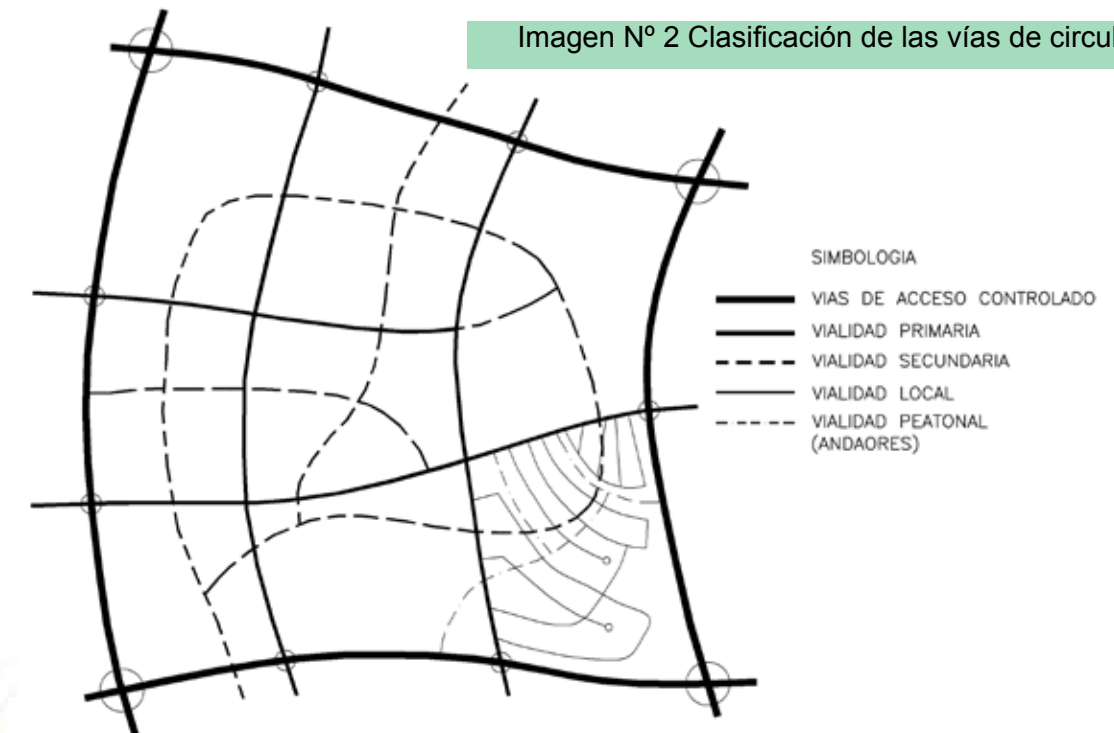 Imagen Nº 2 Clasificación de las vías de circul
SIMBOLOGIA
VIAS DE ACCESO CONTROLADO
VIALIDAD PRIMARIA
VIALIDAD SECUNDARIA
VIALIDAD LOCAL
VIALIDAD PEATONAL
(ANDAORES)